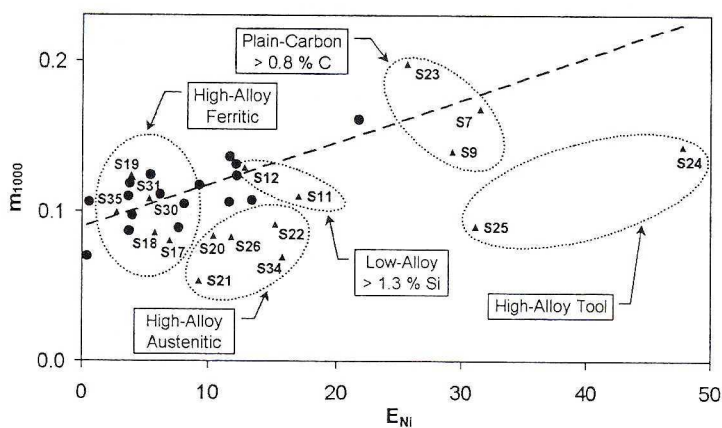 Plain-Carbon
> 0.8 % C
High-Alloy
Ferritic
0.2
S23
S7
S9
S19
S31
S12
S24
m1000
0.1
S35
S30
S11
S25
S18
S17
S20
S26
S22
S21
S34
Low-Alloy
> 1.3 % Si
High-Alloy Tool
High-Alloy
Austenitic
0.0
0
10
20
30
40
50
ENi